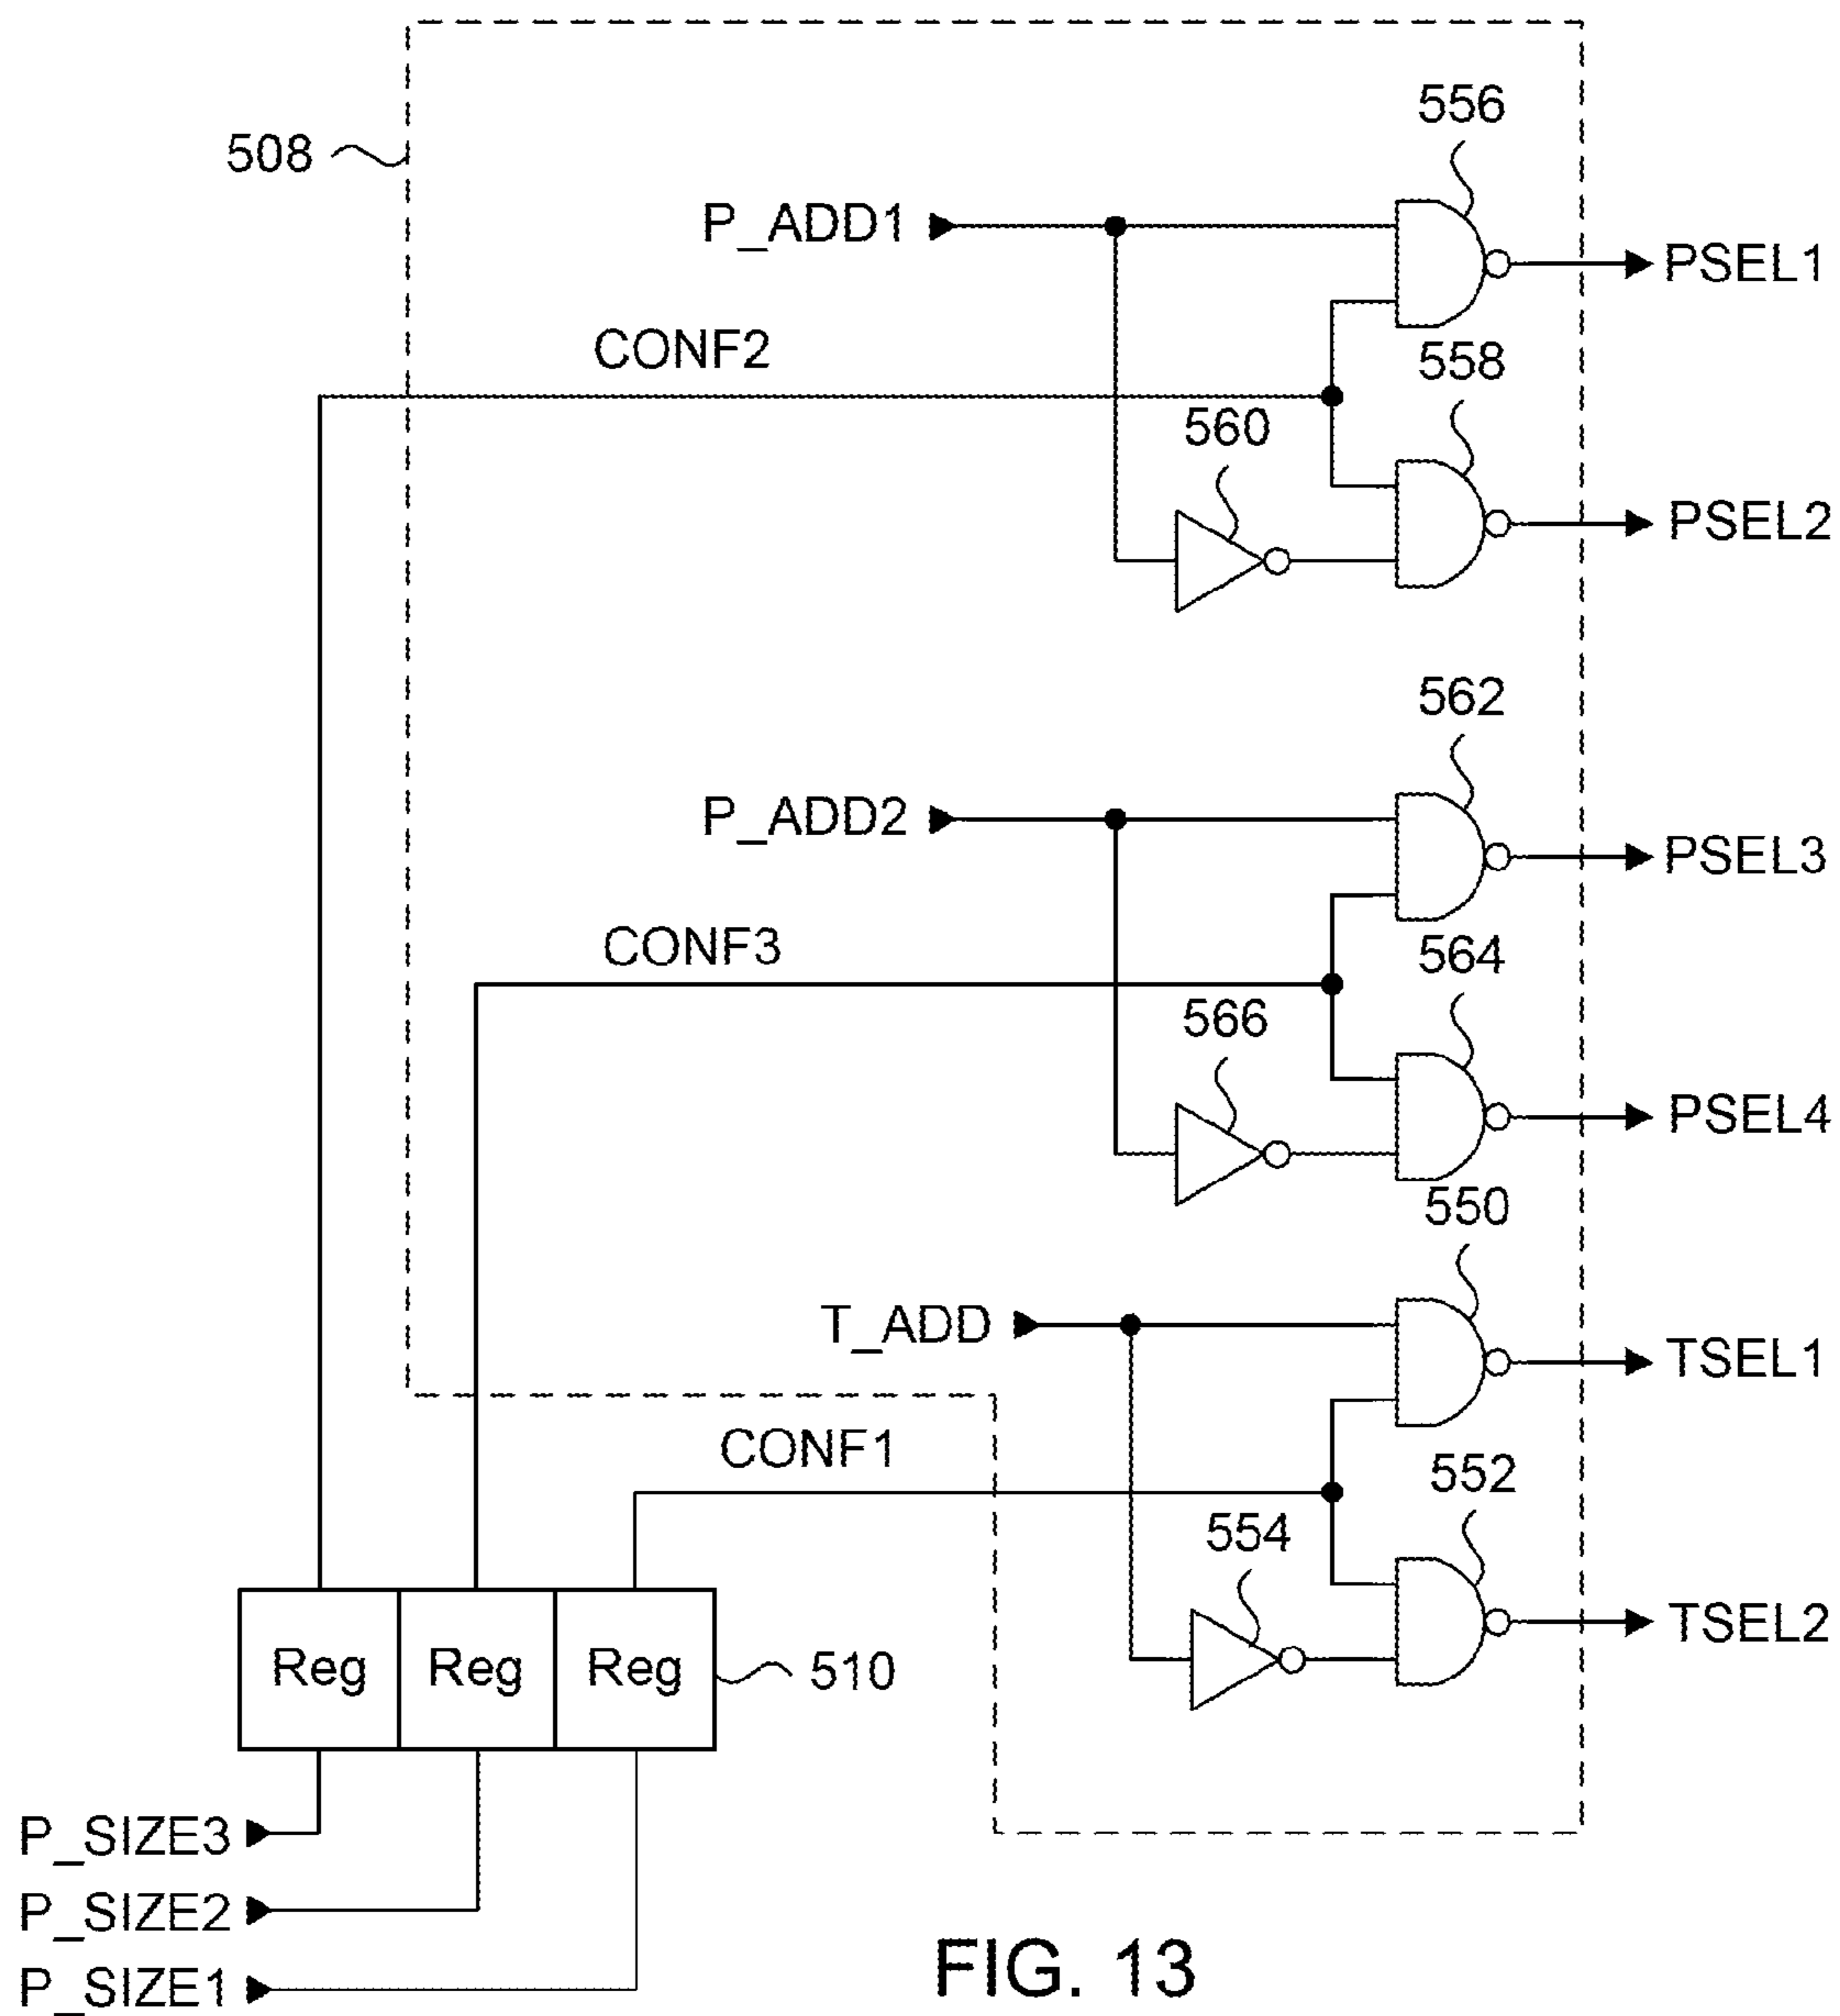 556
508
P_ADD1
PSEL1
CONF2
558
560
PSEL2
562
P_ADD2
PSEL3
CONF3
564
566
PSEL4
550
T_ADD
TSEL1
CONF1
552
554
TSEL2
Reg Reg Reg 510
P_SIZE3
P_SIZE2
P_SIZE1
FIG. 13